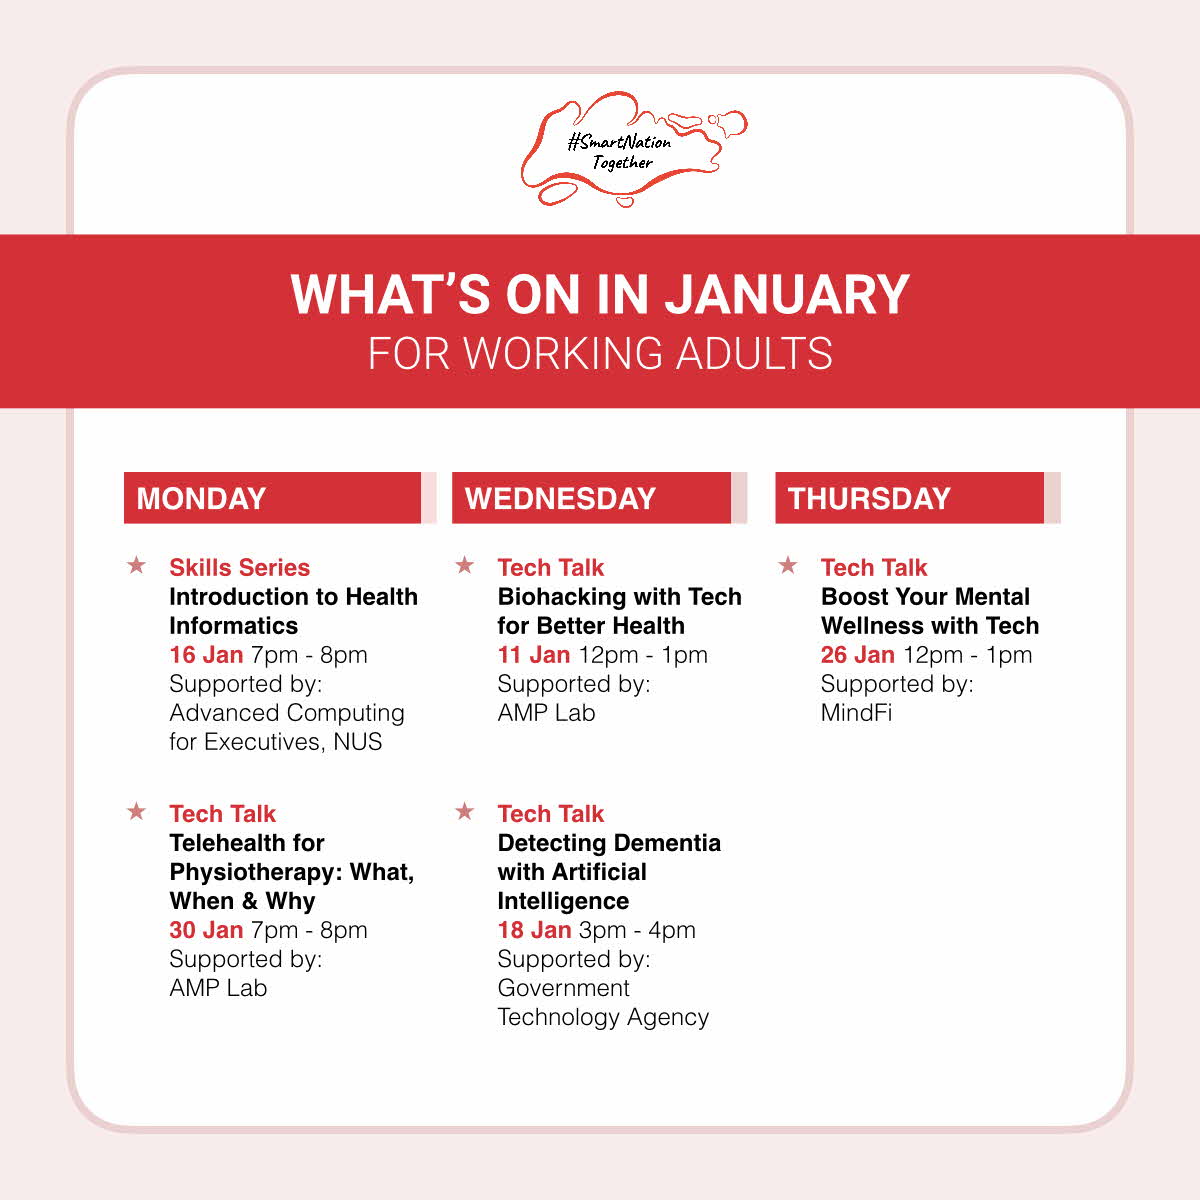 #SmartNation
Together
WHAT'S ON IN JANUARY
FOR WORKING ADULTS
MONDAY
Skills Series
Introduction to Health
Informatics
16 Jan 7pm - 8pm
Supported by:
Advanced Computing
for Executives, NUS
Tech Talk
Telehealth for
Physiotherapy: What,
When & Why
30 Jan 7pm - 8pm
Supported by:
AMP Lab
WEDNESDAY
Tech Talk
Biohacking with Tech
for Better Health
11 Jan 12pm - 1pm
Supported by:
AMP Lab
Tech Talk
Detecting Dementia
with Artificial
Intelligence
18 Jan 3pm - 4pm
Supported by:
Government
Technology Agency
THURSDAY
Tech Talk
Boost Your Mental
Wellness with Tech
26 Jan 12pm - 1pm
Supported by:
MindFi